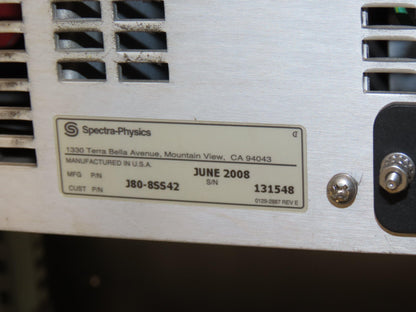 Spectra-Physics
1330 Terra Bella Avenue, Mountain View, CA 94043
MANUFACTURED IN U.S.A.
MFG P/N JUNE 2008
CUST P/N J80-8SS42 S/N 131548
0129-2887 REV E